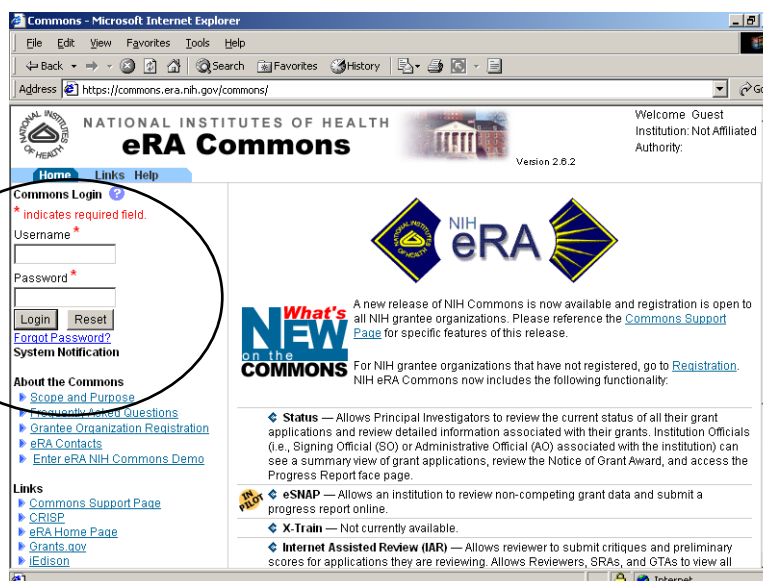 Commons - Microsoft Internet Explorer
File Edit View Favorites Tools Help
Back Search Favorites History
Address https://commons.era.nih.gov/commons/ Go
NATIONAL INSTITUTES OF HEALTH
NATIONAL INSTITUTES OF HEALTH
eRA Commons
Version 2.6.2
Welcome Guest
Institution: Not Affiliated
Authority:
Home Links Help
Commons Login ?
* indicates required field.
Username *
Password *
Login Reset
Forgot Password?
System Notification
About the Commons
Scope and Purpose
Frequently Asked Questions
Grantee Organization Registration
eRA Contacts
Enter eRA NIH Commons Demo
Links
Commons Support Page
CRISP
eRA Home Page
Grants.gov
iEdison
NIH
eRA
What's
NEW
on the
COMMONS
A new release of NIH Commons is now available and registration is open to
all NIH grantee organizations. Please reference the Commons Support
Page for specific features of this release.
For NIH grantee organizations that have not registered, go to Registration.
NIH eRA Commons now includes the following functionality:
Status — Allows Principal Investigators to review the current status of all their grant
applications and review detailed information associated with their grants. Institution Officials
(i.e., Signing Official (SO) or Administrative Official (AO) associated with the institution) can
see a summary view of grant applications, review the Notice of Grant Award, and access the
Progress Report face page.
IN PILOT
eSNAP — Allows an institution to review non-competing grant data and submit a
progress report online.
X-Train — Not currently available.
Internet Assisted Review (IAR) — Allows reviewer to submit critiques and preliminary
scores for applications they are reviewing. Allows Reviewers, SRAs, and GTAs to view all
Internet